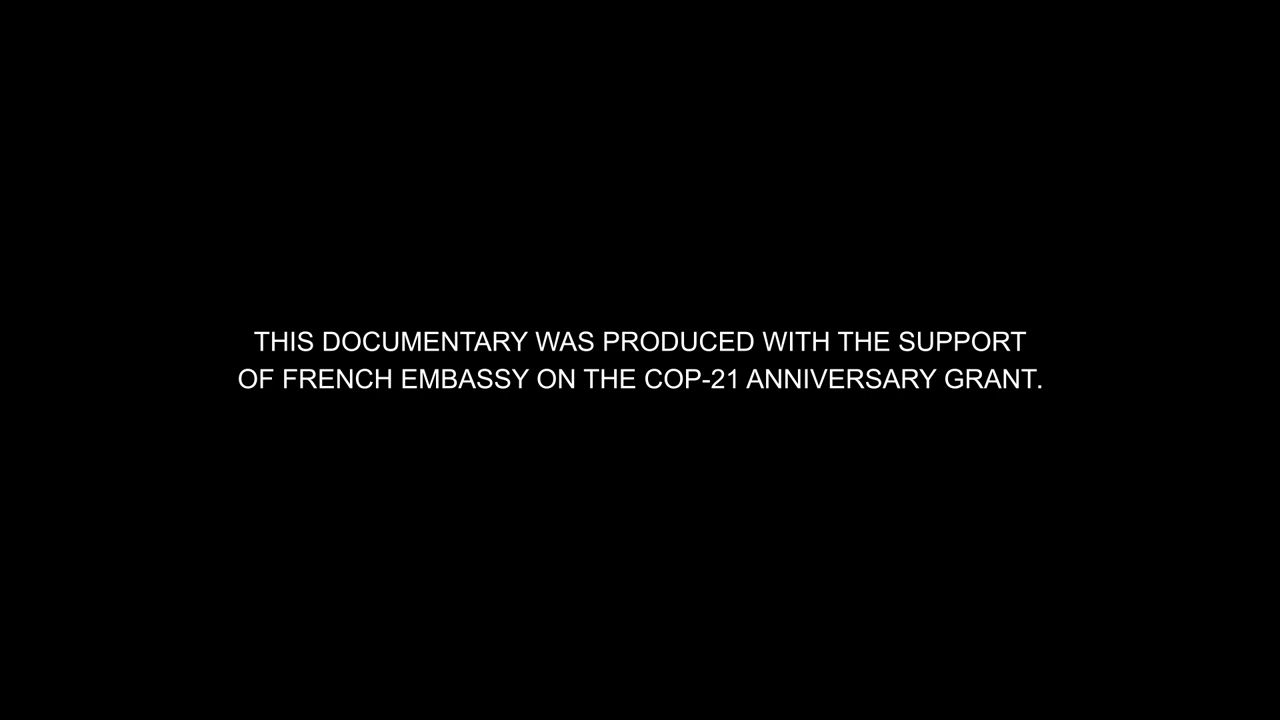 THIS DOCUMENTARY WAS PRODUCED WITH THE SUPPORT
OF FRENCH EMBASSY ON THE COP-21 ANNIVERSARY GRANT.